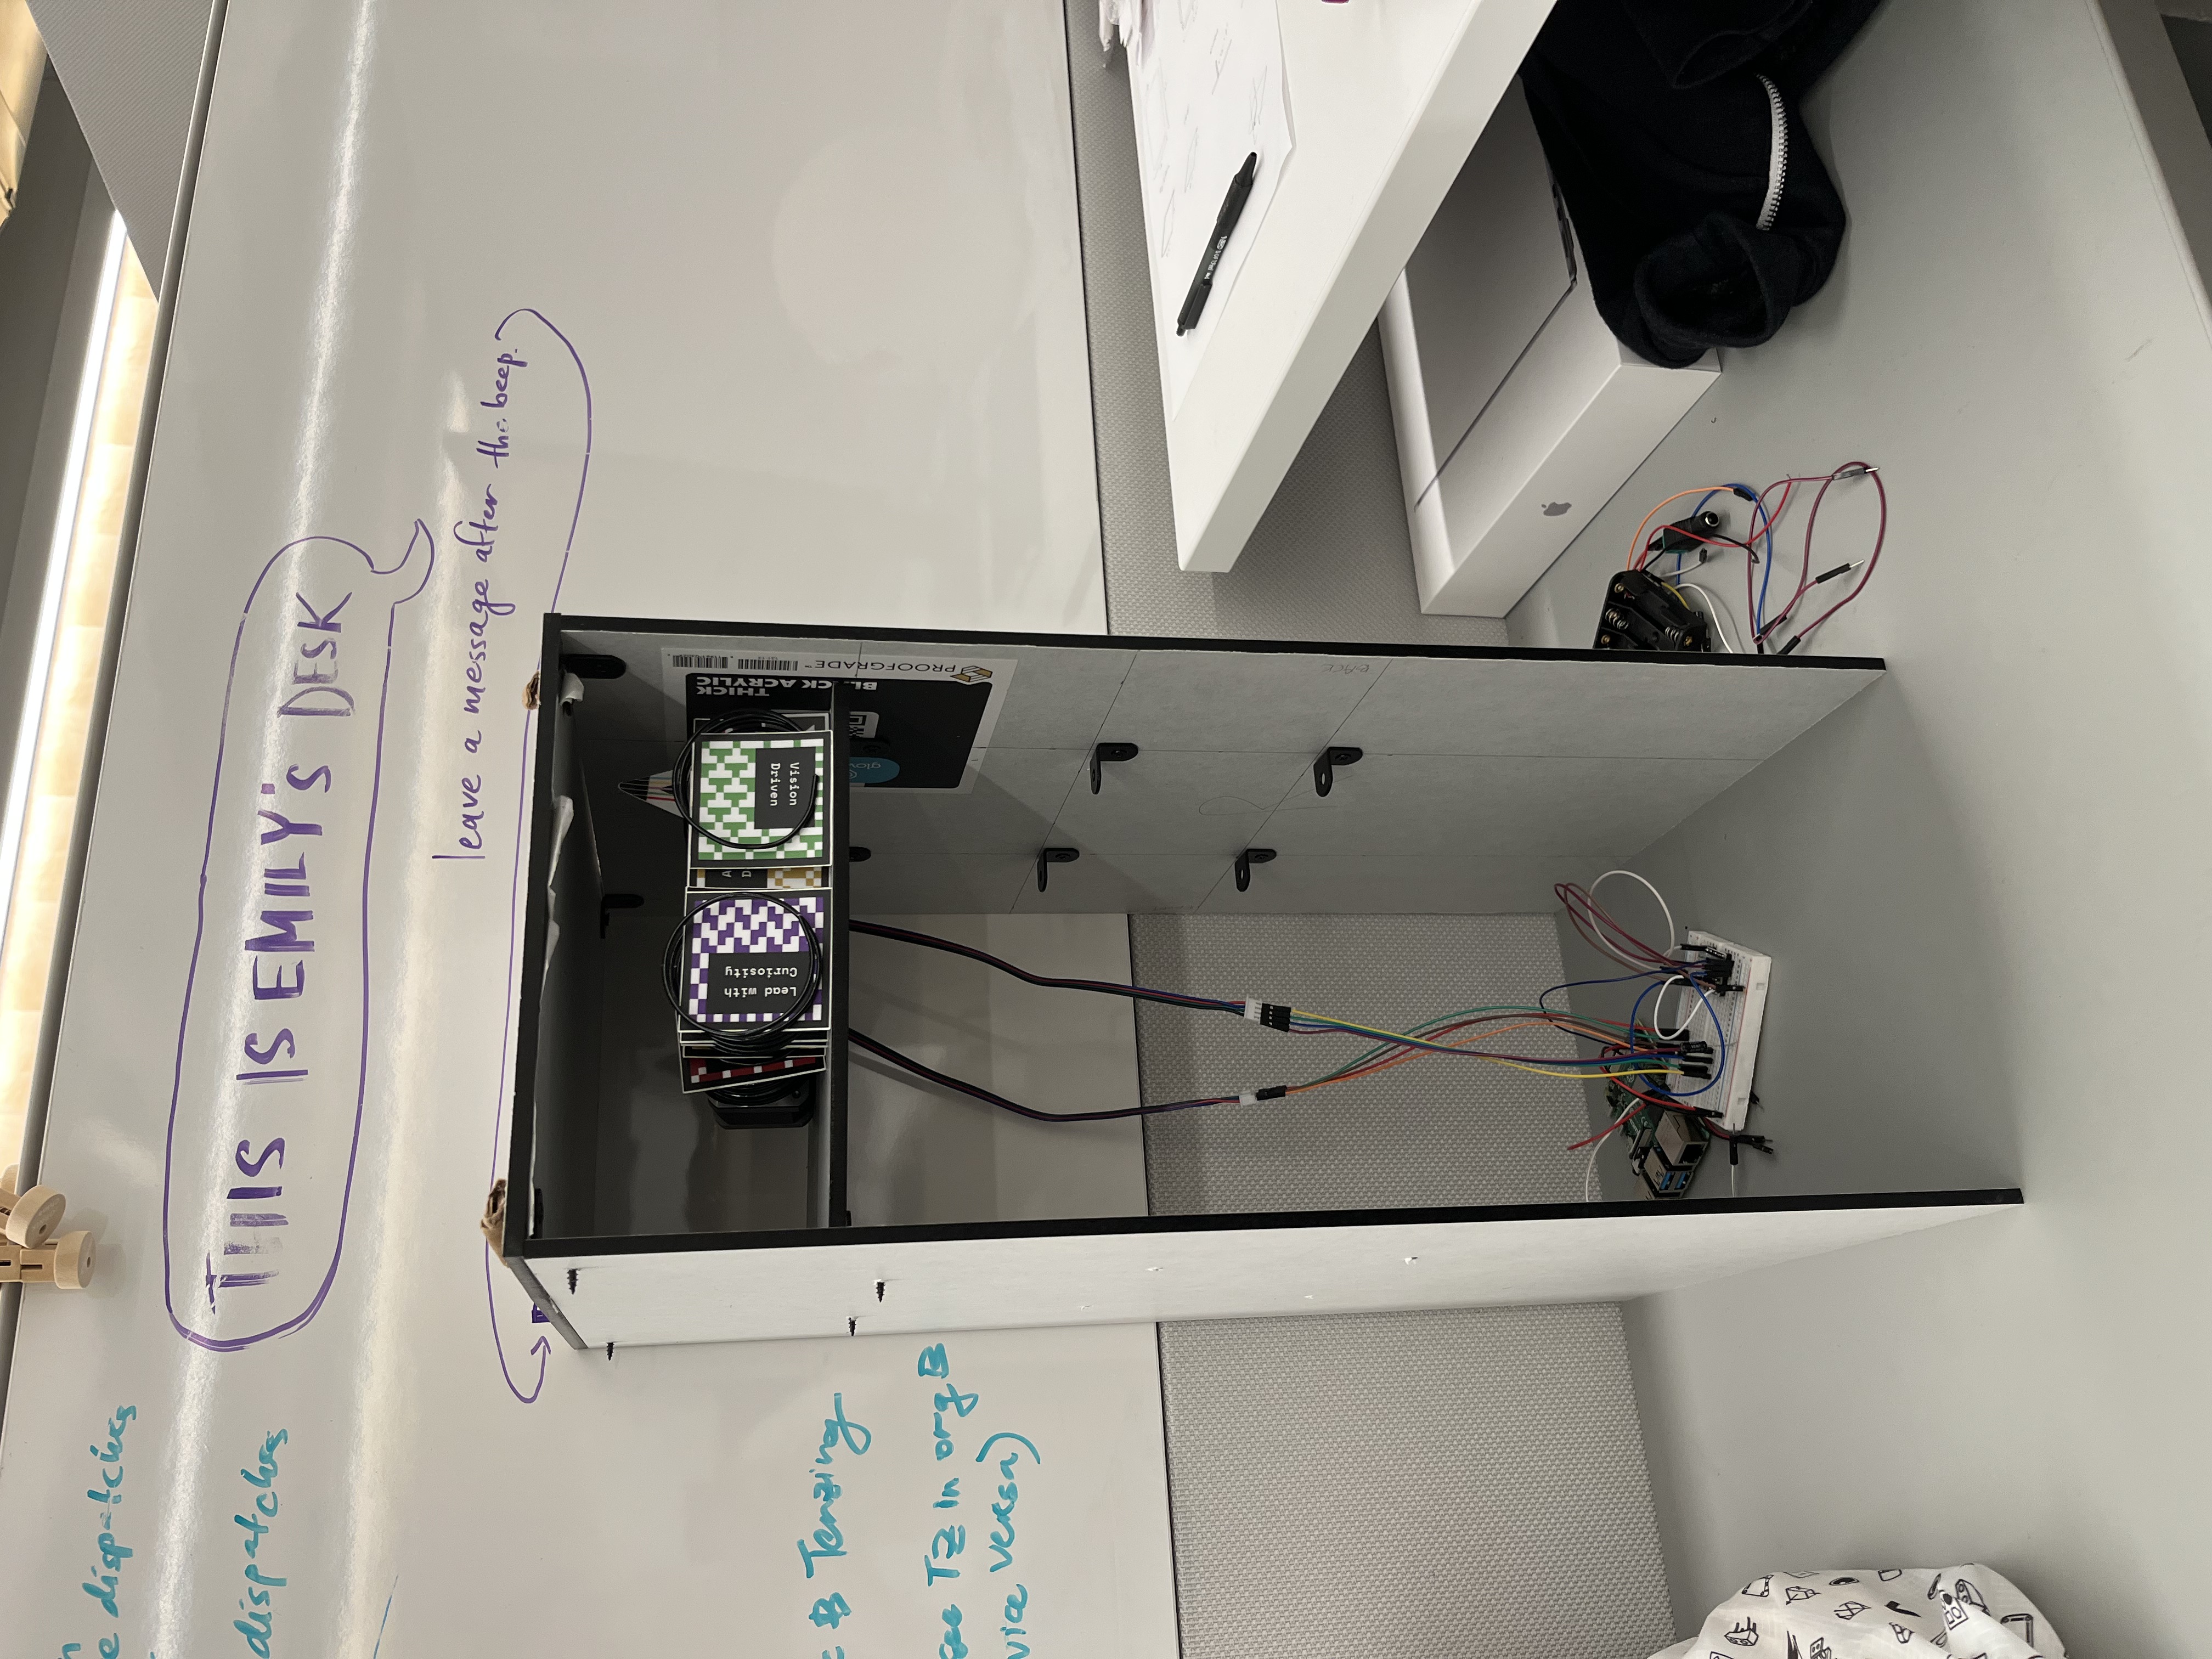 dispatches
THIS IS EMILY'S DESK
dispatches
leave a message after the beep.
Lead with
Curiosity
Vision
Driven
THICK
BLACK ACRYLIC
PROOFGRADE™
& Tenzing
see TZ in org B
vice versa)